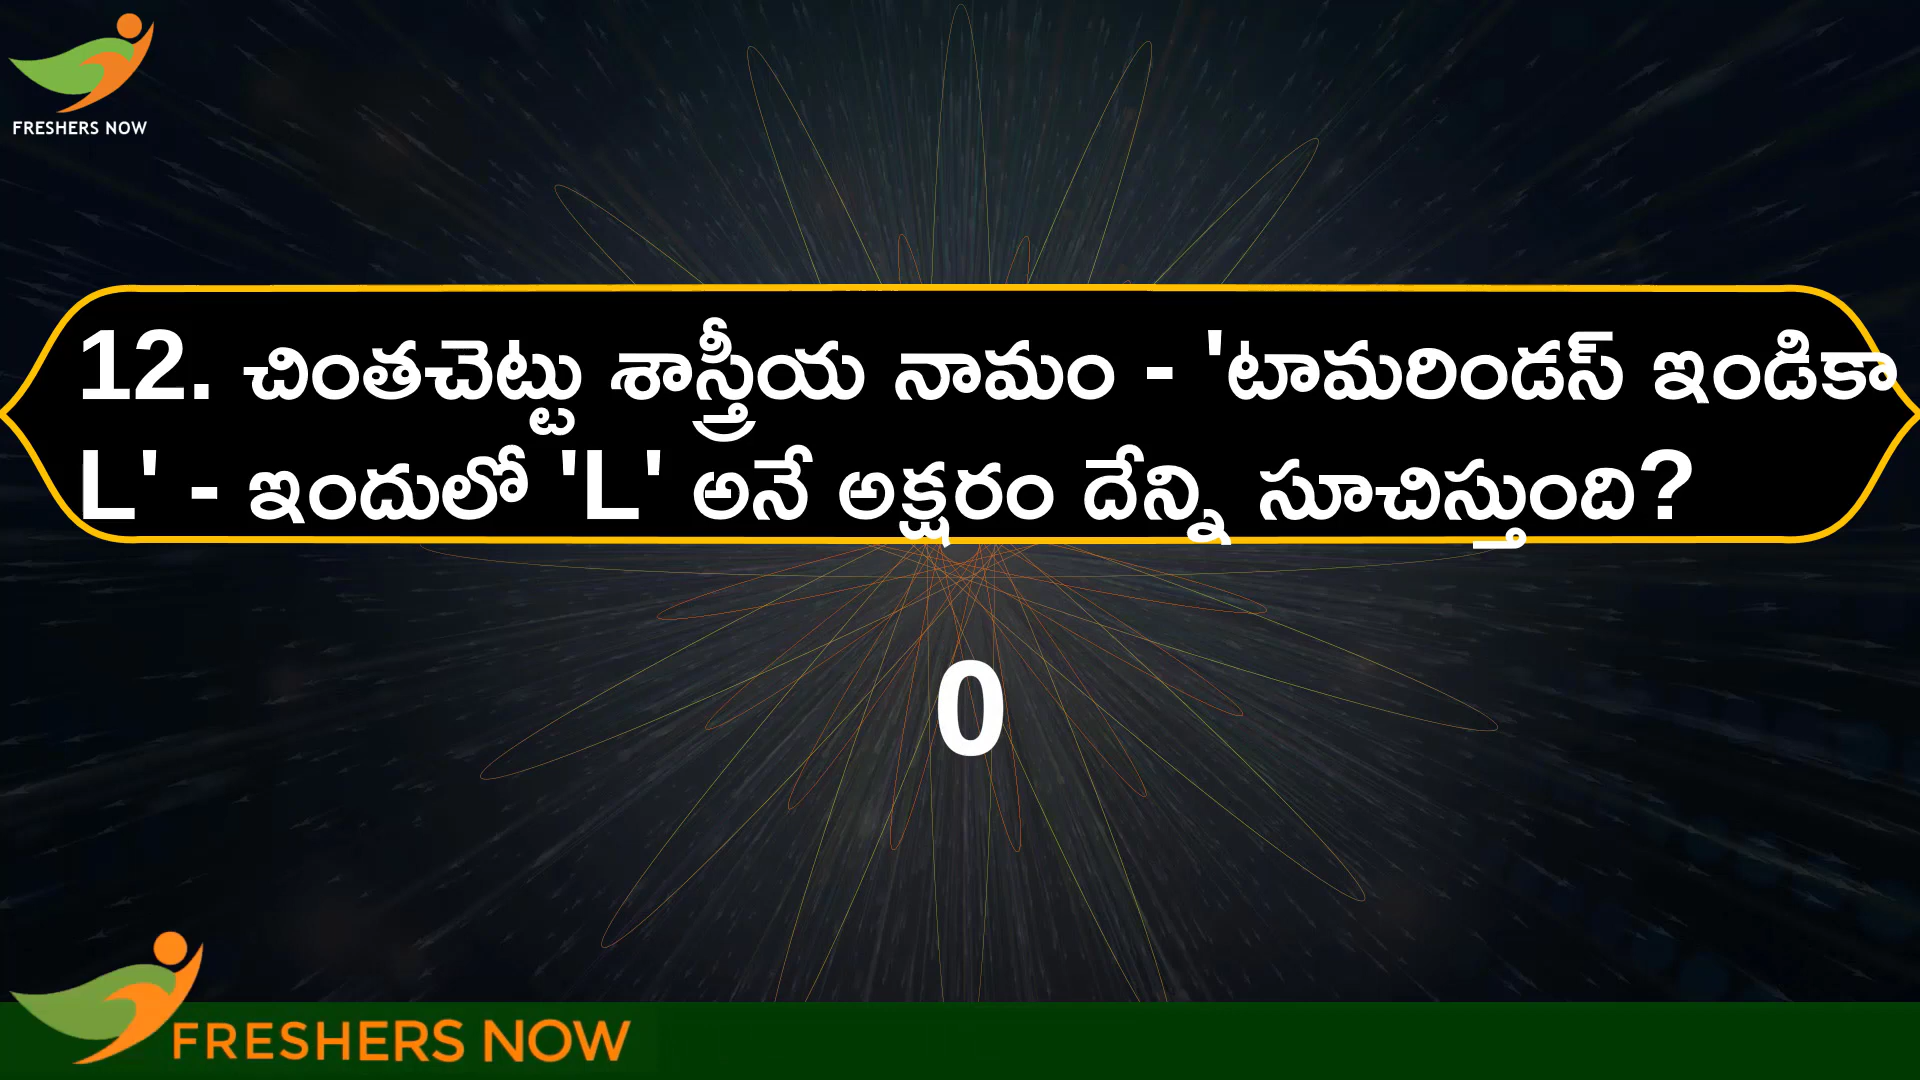 FRESHERS NOW
12. చింతచెట్టు శాస్త్రీయ నామం - 'టామరిండస్ ఇండికా
L' - ఇందులో 'L' అనే అక్షరం దేన్ని సూచిస్తుంది?
0
FRESHERS NOW